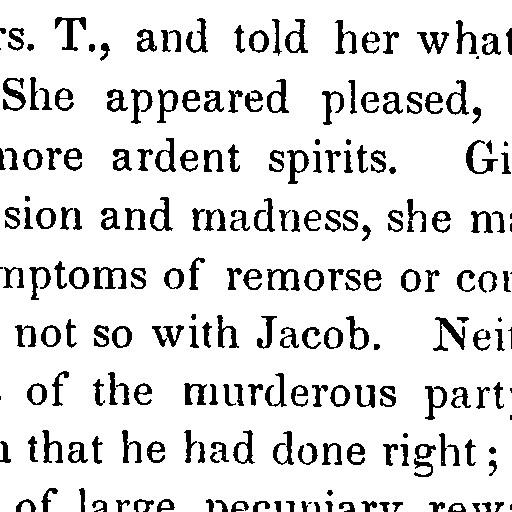 rs. T., and told her what
She appeared pleased,
more ardent spirits. Gi
sion and madness, she ma
mptoms of remorse or con
not so with Jacob. Neit
of the murderous party
that he had done right;
of large pecuniary rewa